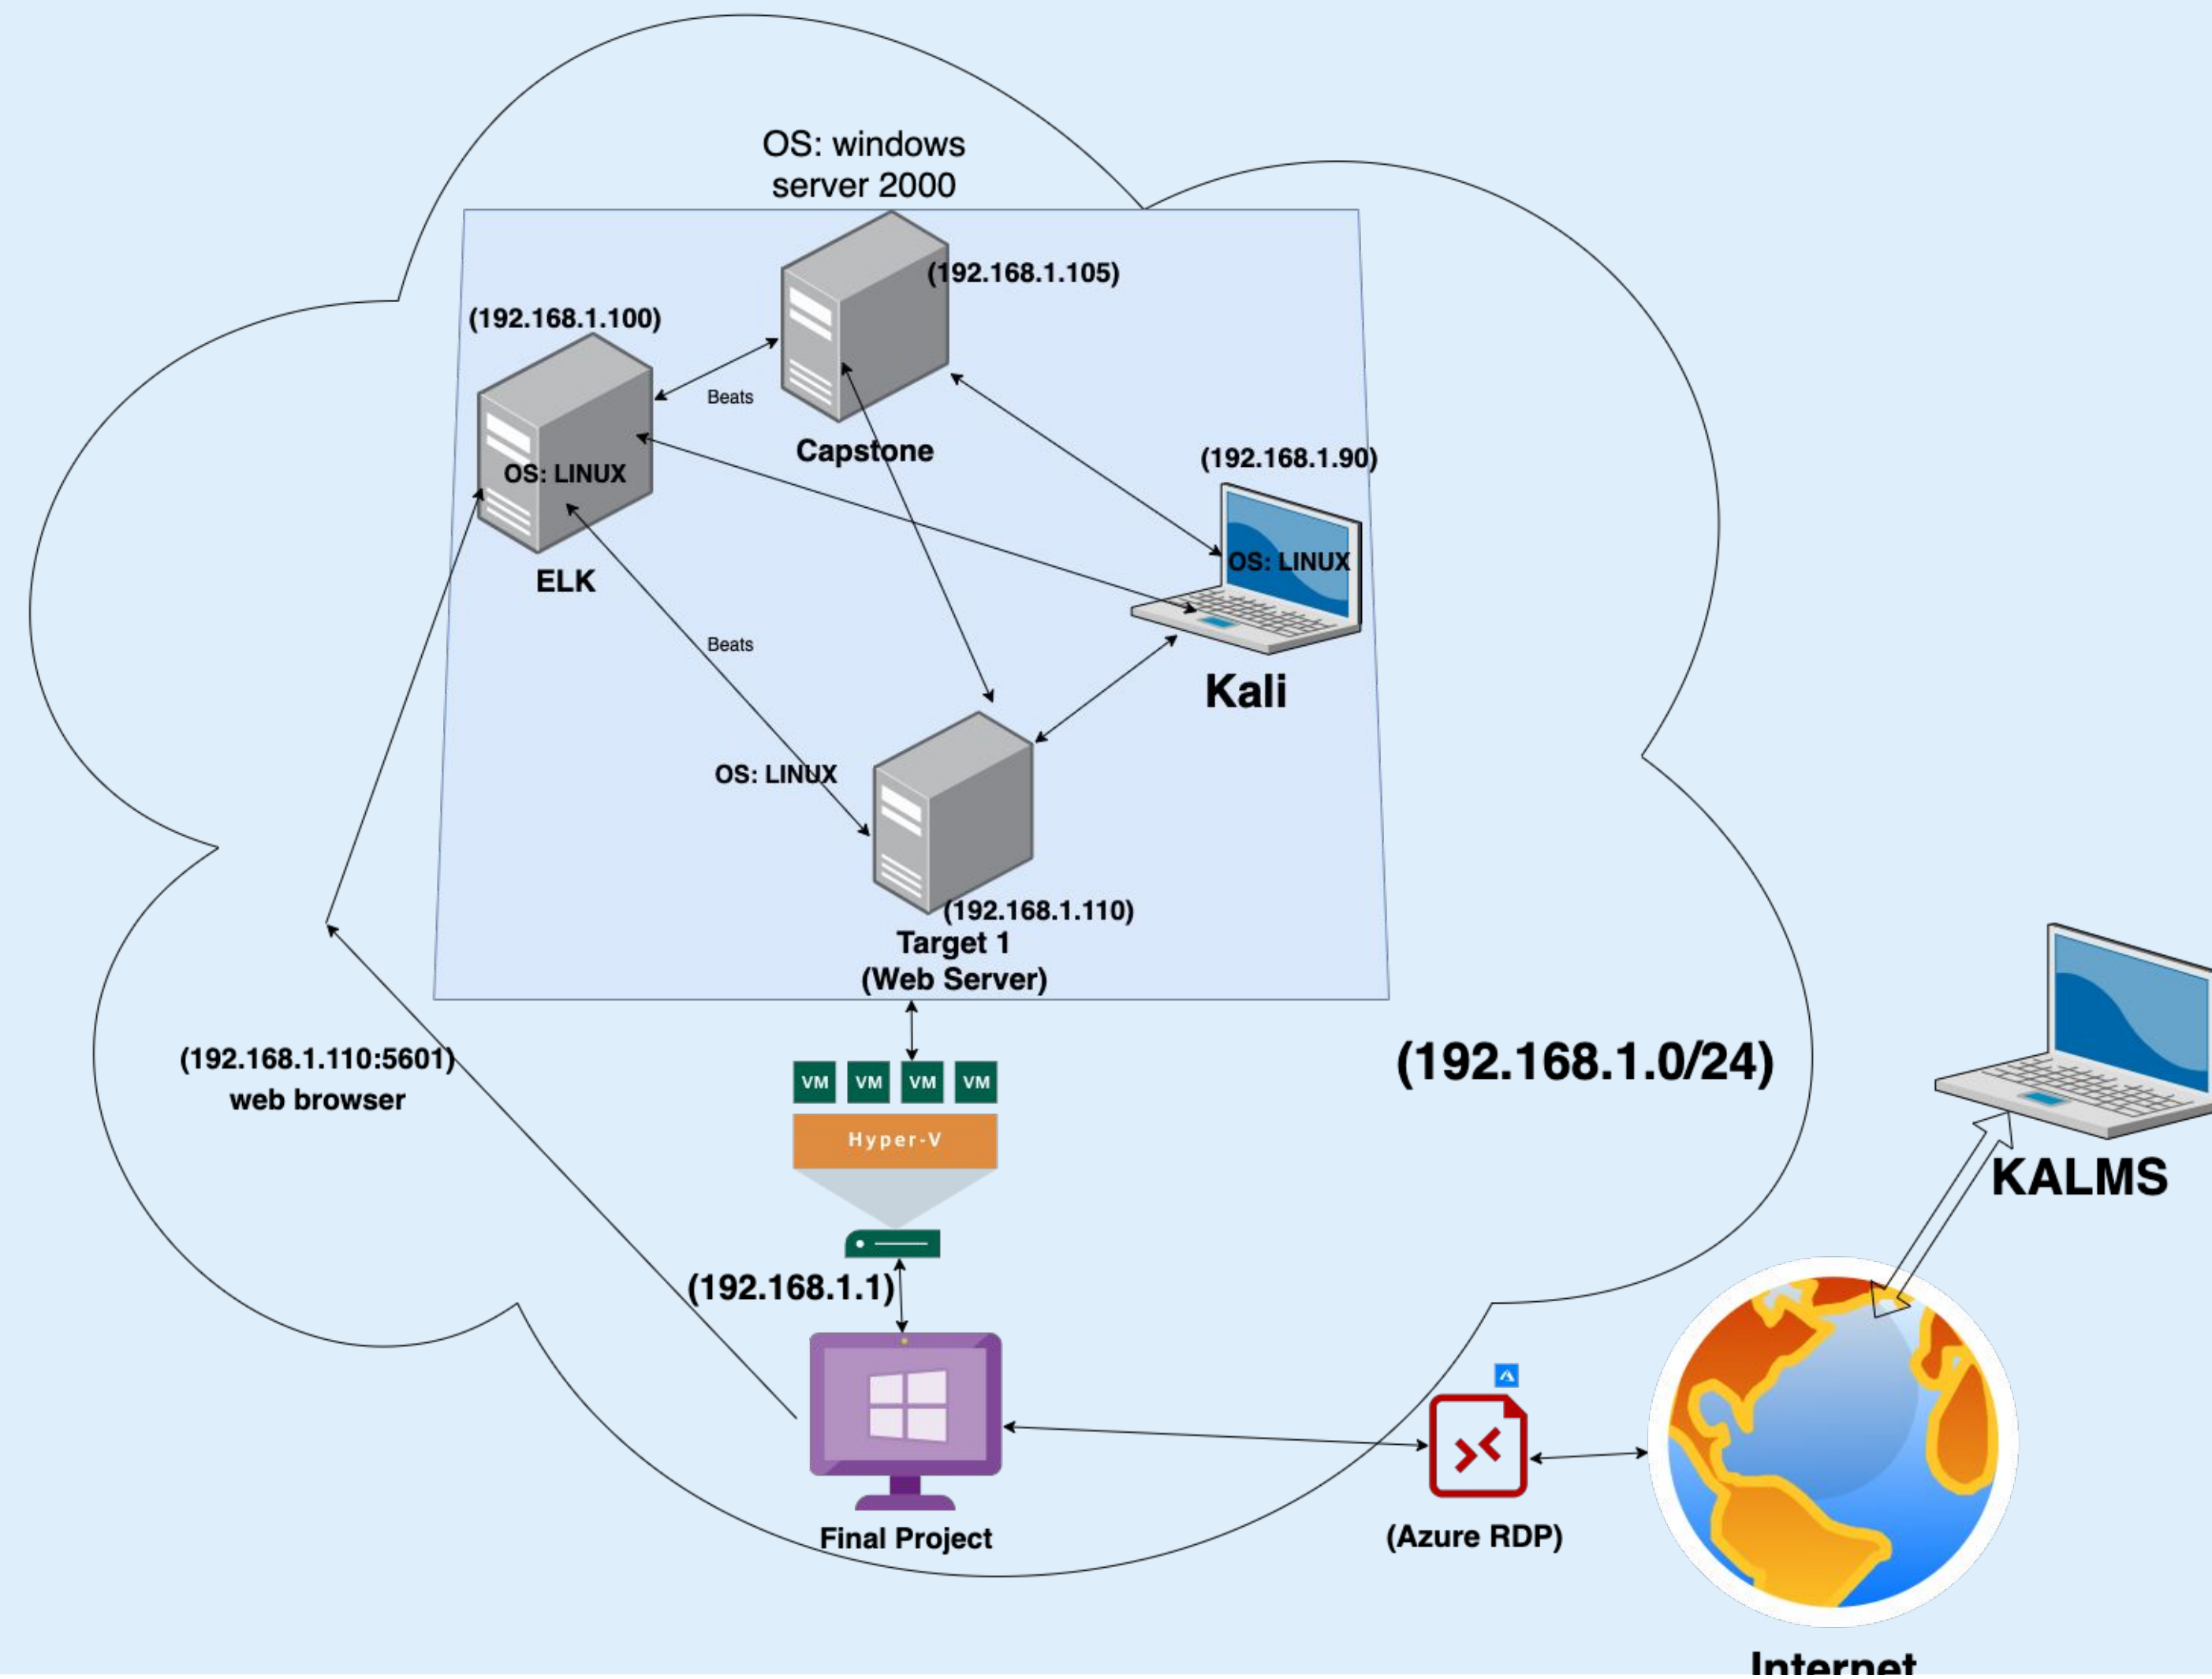 OS: windows
server 2000
(192.168.1.105)
(192.168.1.100)
Beats
Capstone
(192.168.1.90)
OS: LINUX
OS: LINUX
ELK
Beats
Kali
OS: LINUX
(192.168.1.110)
Target 1
(Web Server)
(192.168.1.110:5601)
web browser
(192.168.1.0/24)
VM VM VM VM
Hyper-V
KALMS
(192.168.1.1)
Final Project
(Azure RDP)
Internet